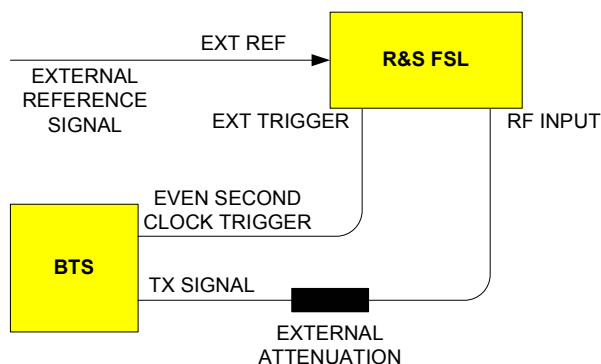 EXT REF
R&S FSL
EXTERNAL
REFERENCE
SIGNAL
EXT TRIGGER
RF INPUT
EVEN SECOND
CLOCK TRIGGER
BTS
TX SIGNAL
EXTERNAL
ATTENUATION